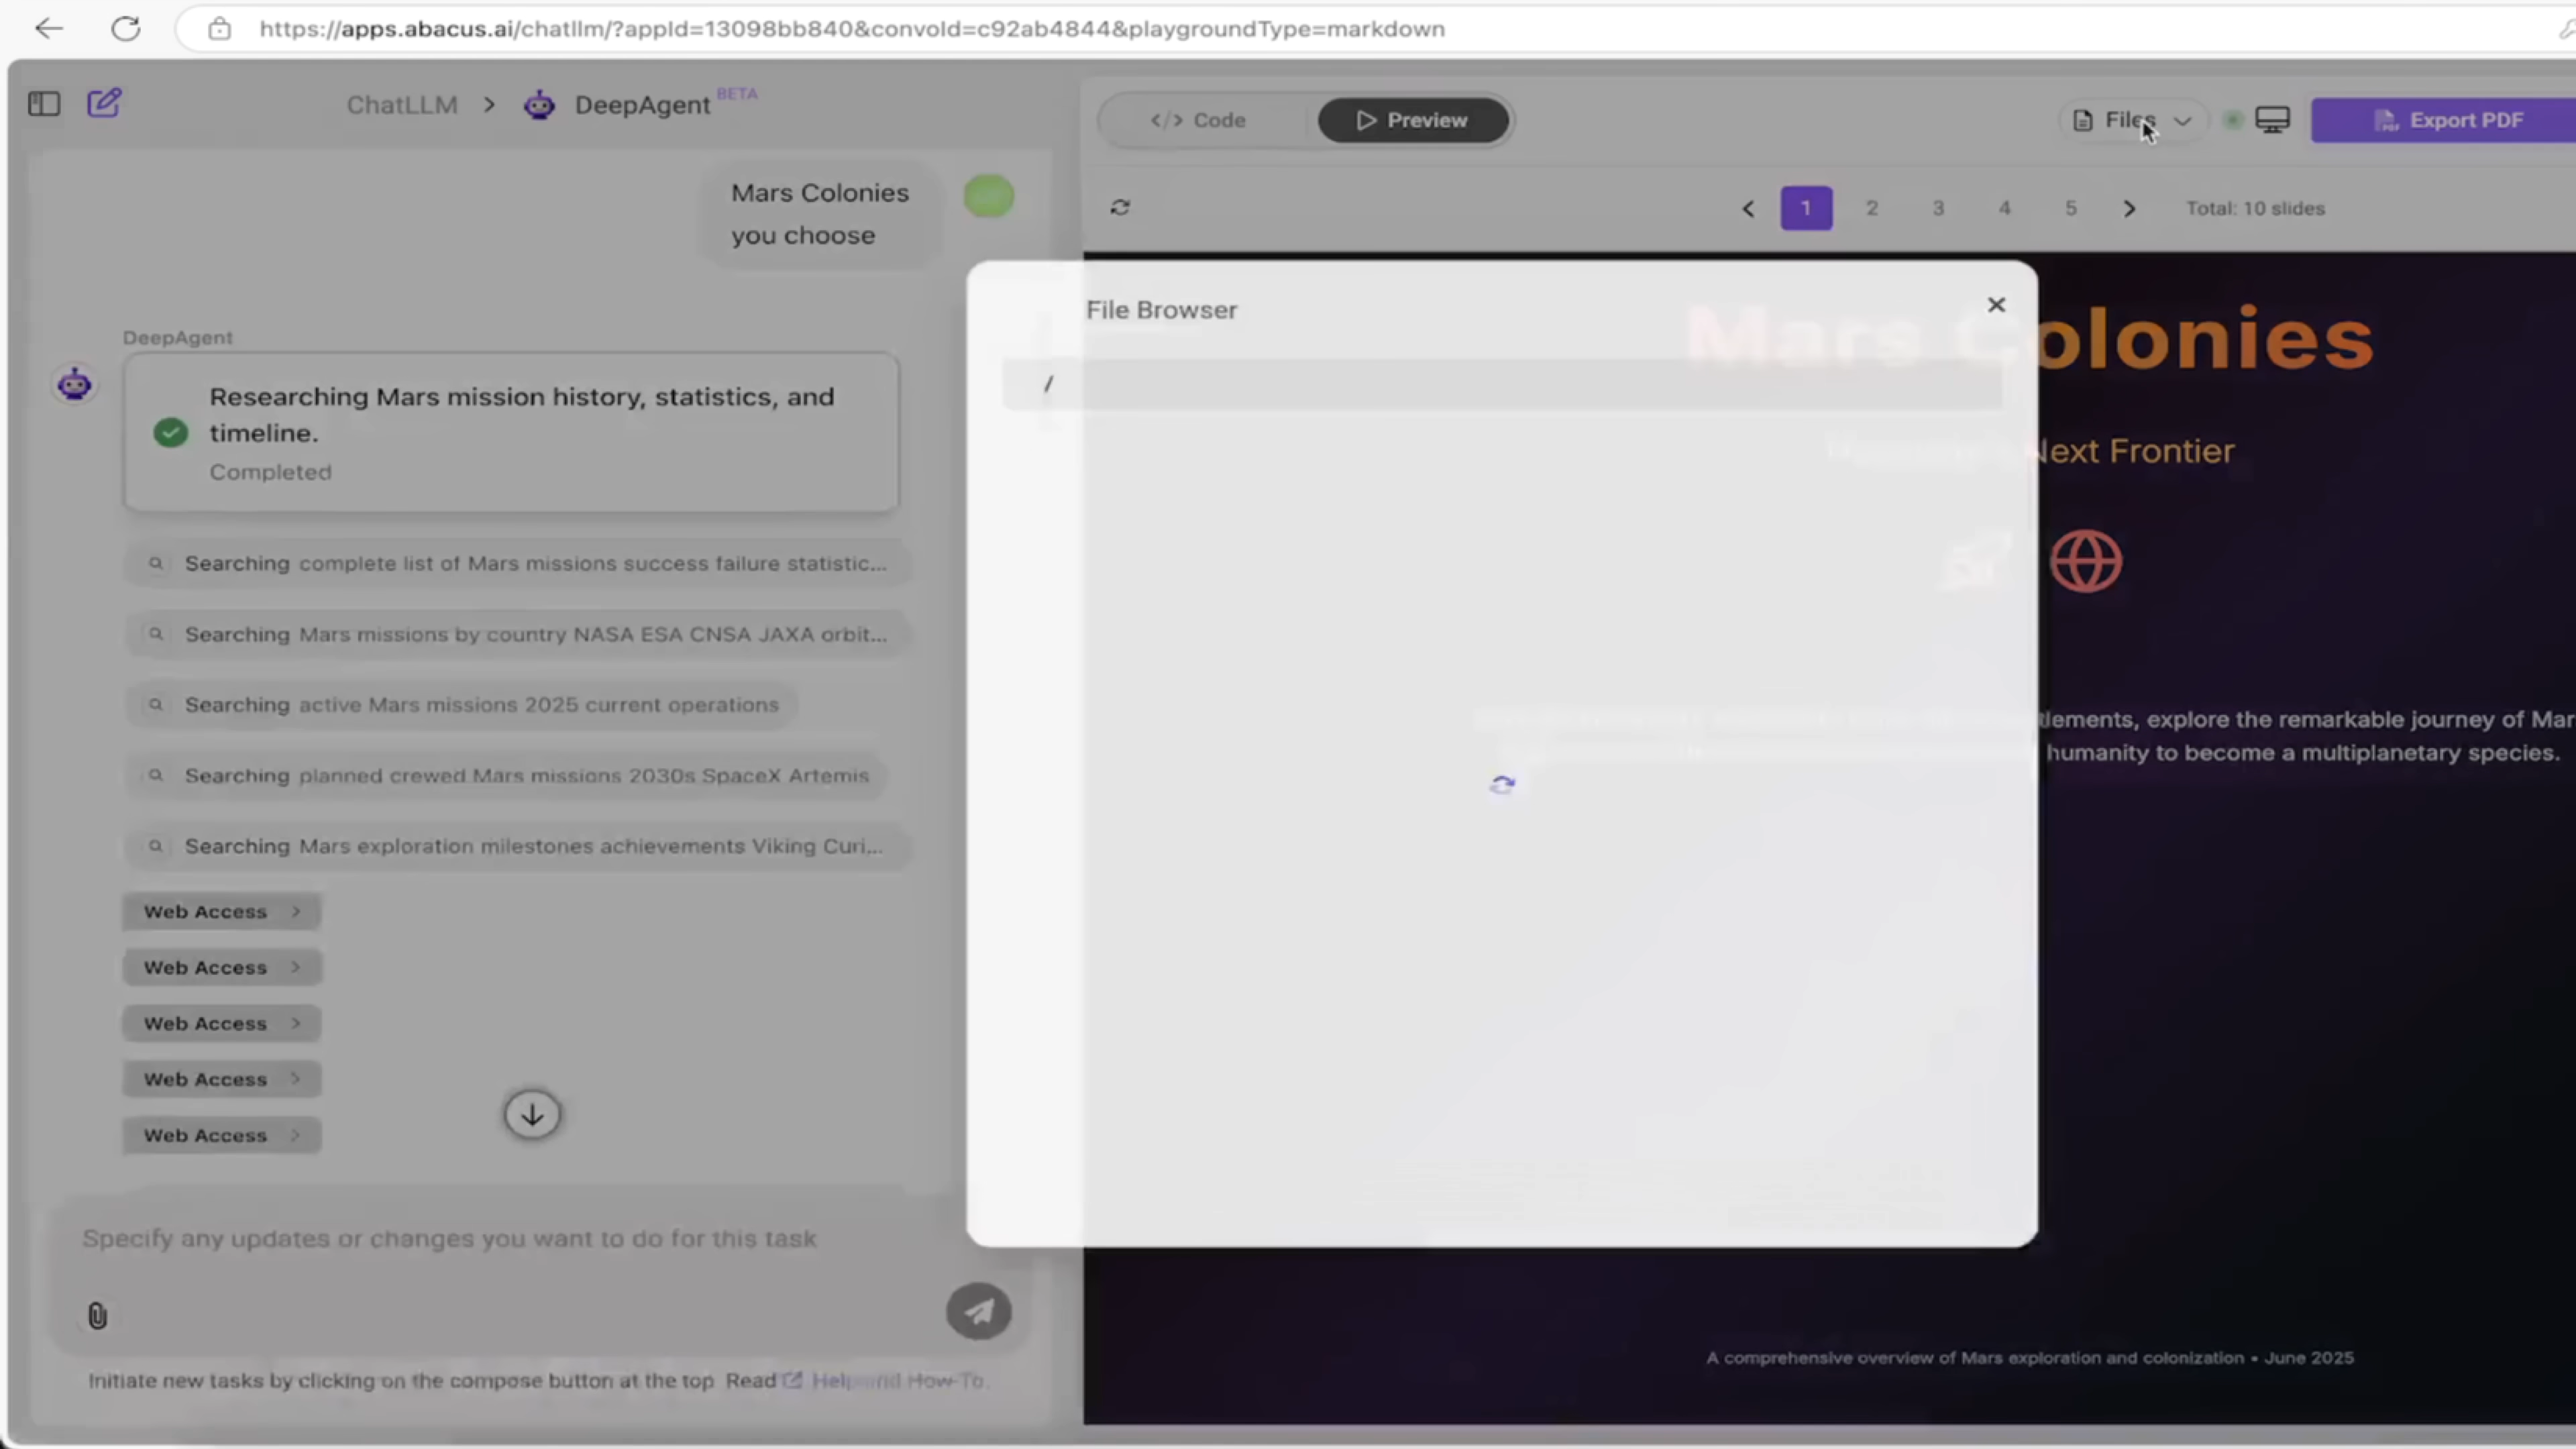 https://apps.abacus.ai/chatllm/?appId=13098bb840&convoId=c92ab4844&playgroundType=markdown
ChatLLM > DeepAgent BETA
</> Code
Preview
Files
Export PDF
Mars Colonies
you choose
1 2 3 4 5
Total: 10 slides
File Browser
/
Mars Colonies
Next Frontier
DeepAgent
Researching Mars mission history, statistics, and
timeline.
Completed
Searching complete list of Mars missions success failure statistic...
Searching Mars missions by country NASA ESA CNSA JAXA orbit...
Searching active Mars missions 2025 current operations
Searching planned crewed Mars missions 2030s SpaceX Artemis
Searching Mars exploration milestones achievements Viking Curi...
tlements, explore the remarkable journey of Mar
humanity to become a multiplanetary species.
Web Access >
Web Access >
Web Access >
Web Access >
Web Access >
Specify any updates or changes you want to do for this task
Initiate new tasks by clicking on the compose button at the top Read Help and How-To.
A comprehensive overview of Mars exploration and colonization • June 2025